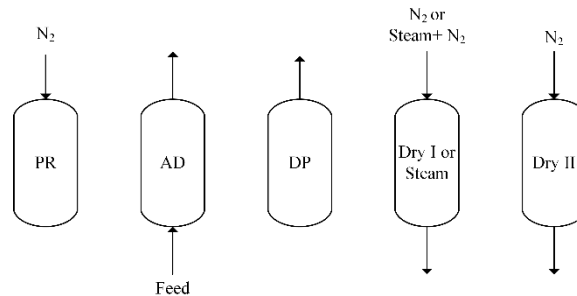 N₂
N₂ or
Steam+ N₂
N₂
PR
AD
DP
Dry I or
Steam
Dry II
Feed